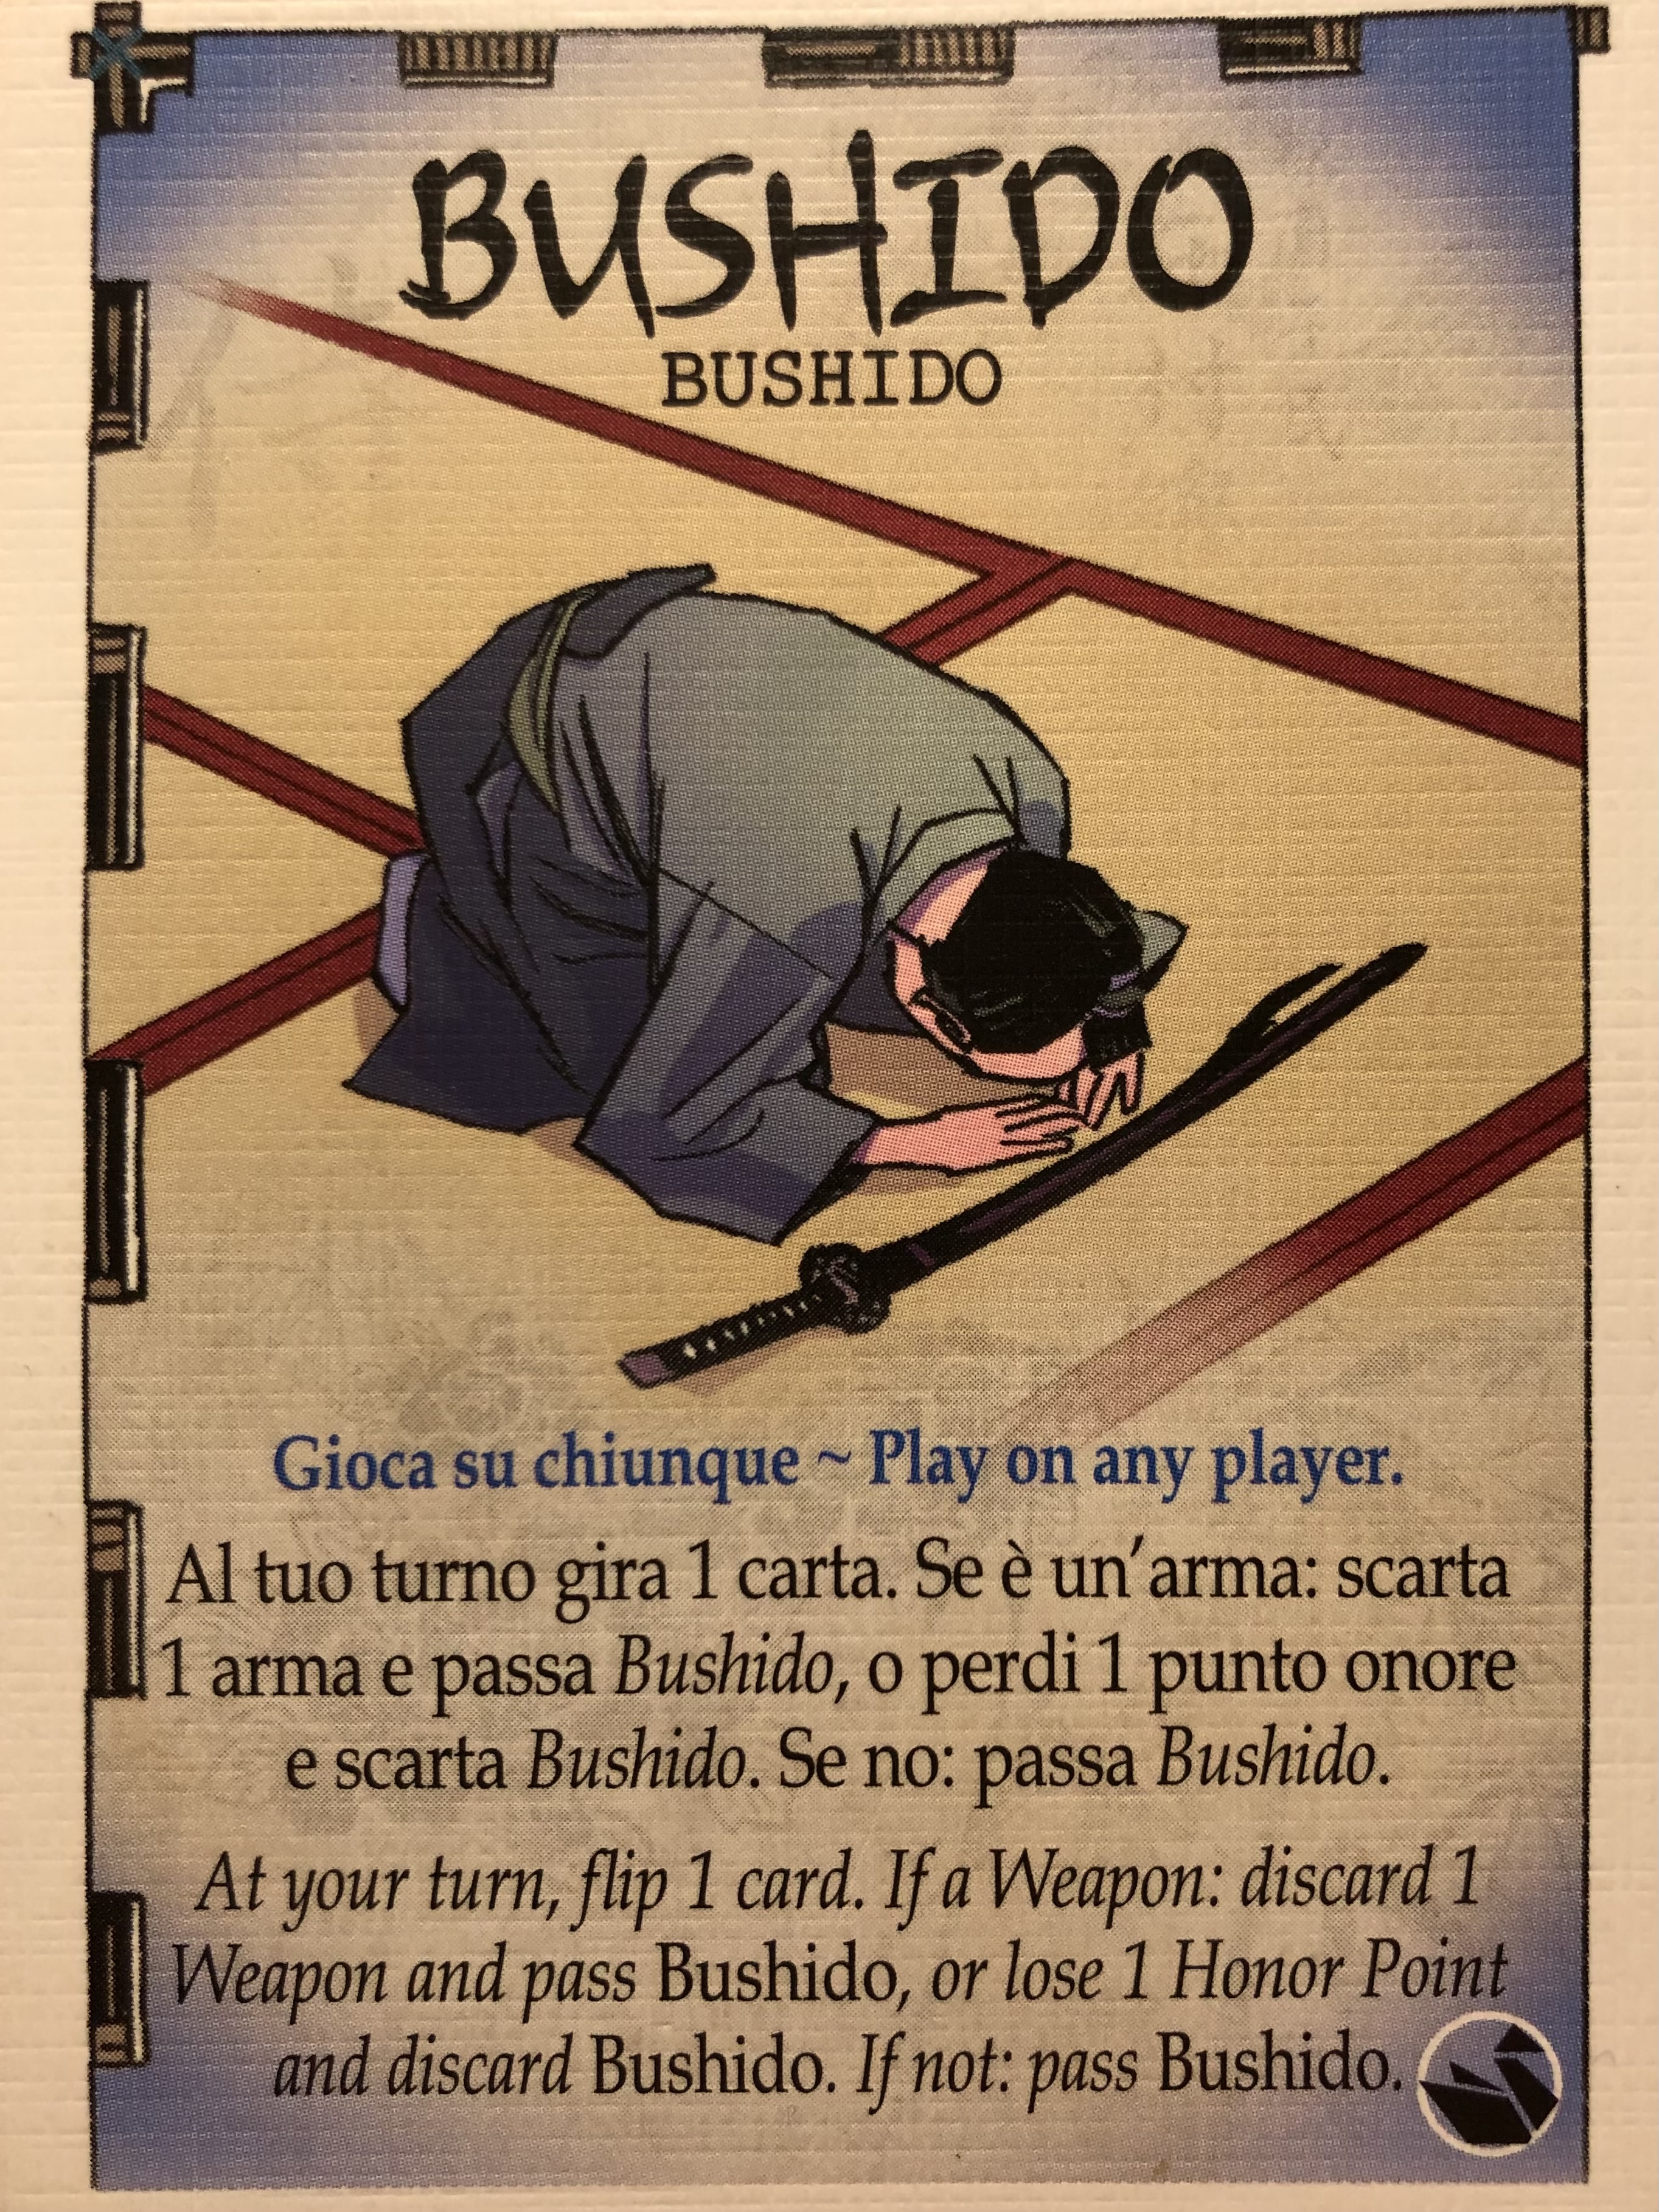 BUSHIDO
BUSHIDO
Gioca su chiunque ~ Play on any player.
Al tuo turno gira 1 carta. Se è un'arma: scarta
1 arma e passa Bushido, o perdi 1 punto onore
e scarta Bushido. Se no: passa Bushido.
At your turn, flip 1 card. If a Weapon: discard 1
Weapon and pass Bushido, or lose 1 Honor Point
and discard Bushido. If not: pass Bushido.